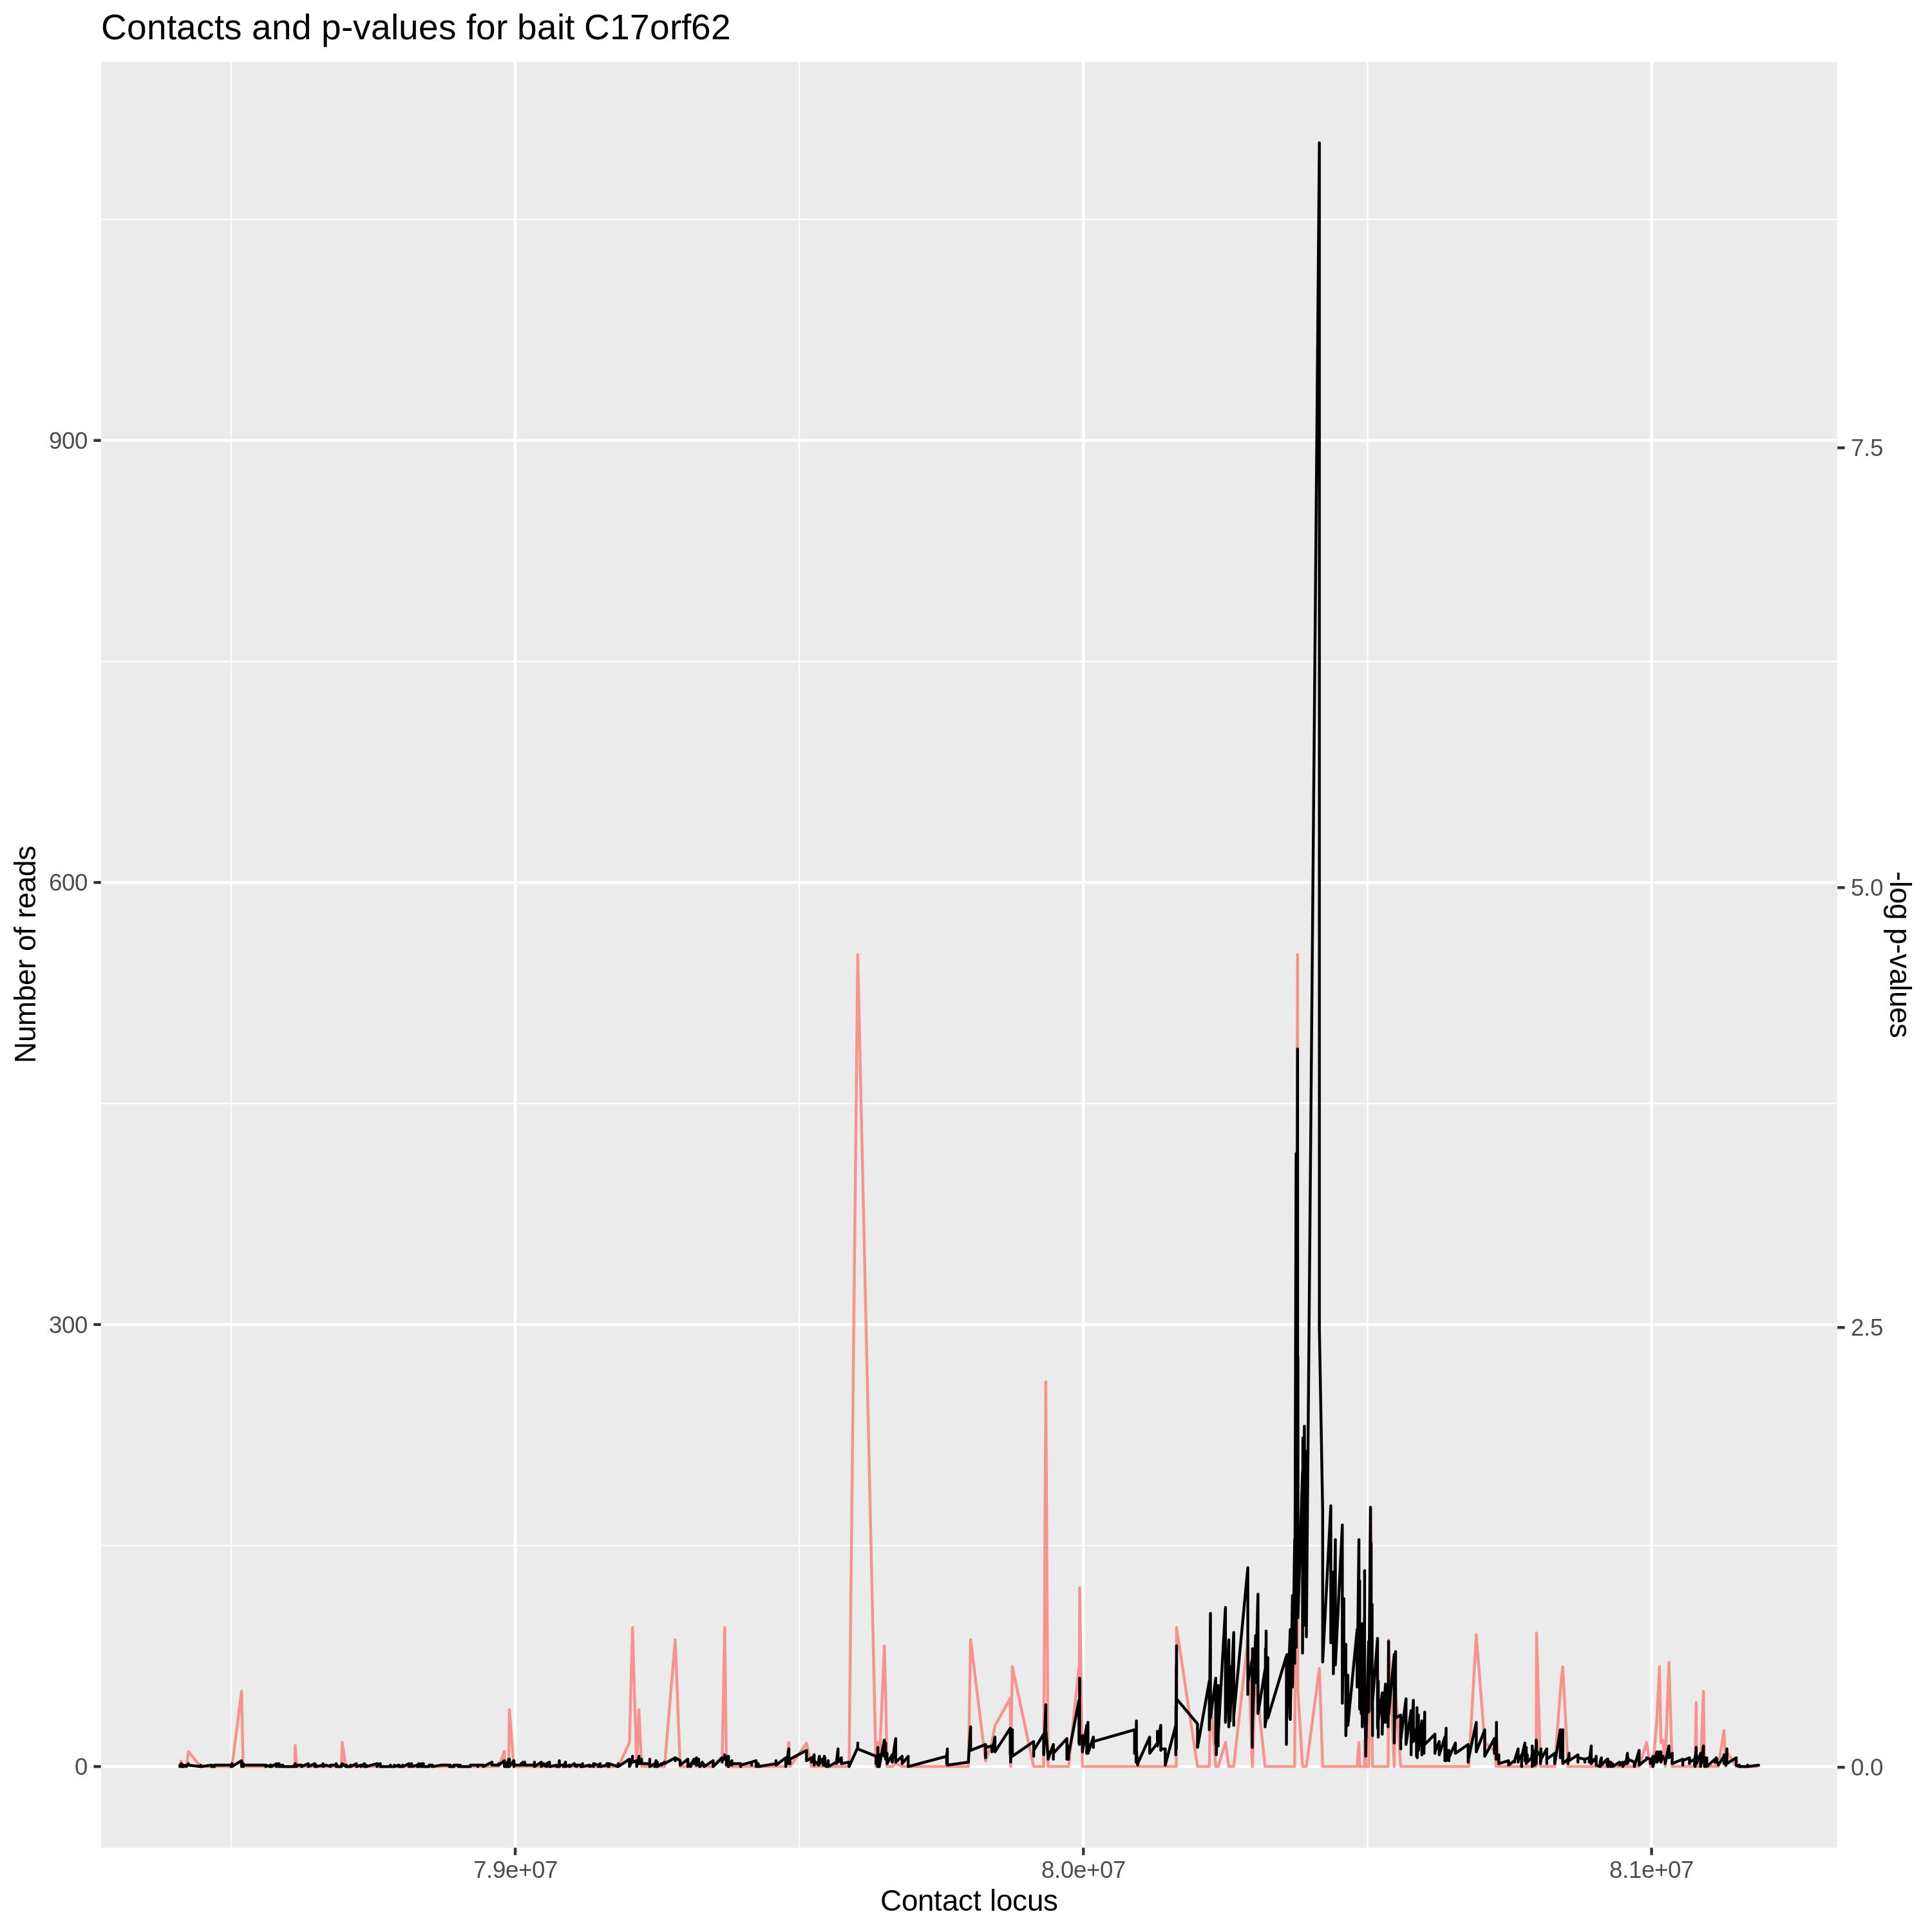 Contacts and p-values for bait C17orf62
900
600
300
0
Number of reads
7.5
5.0
2.5
0.0
-log p-values
7.9e+07
8.0e+07
8.1e+07
Contact locus